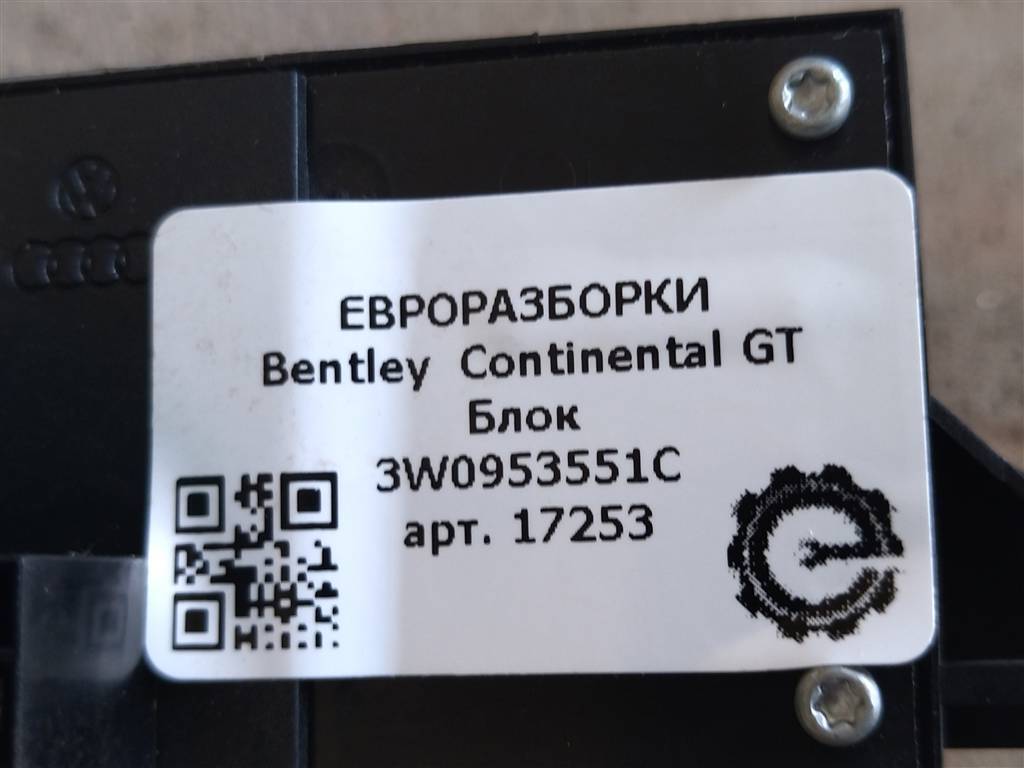 ЕВРОРАЗБОРКИ
Bentley Continental GT
Блок
3W0953551C
арт. 17253